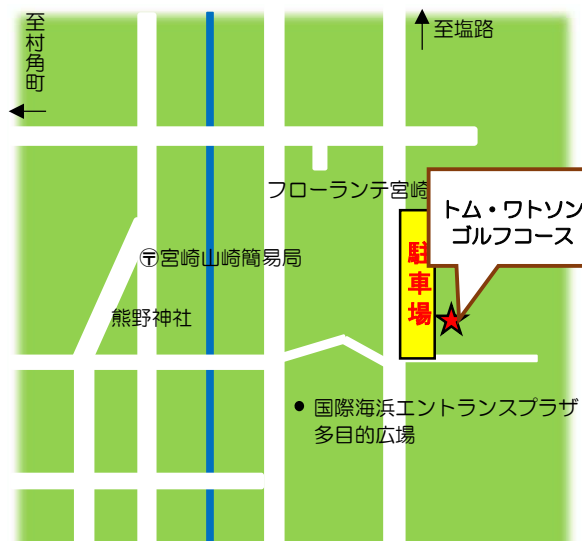 至村角町
至塩路
フローランテ宮崎
トム・ワトソン
ゴルフコース
駐車場
〒宮崎山崎簡易局
熊野神社
国際海浜エントランスプラザ
多目的広場